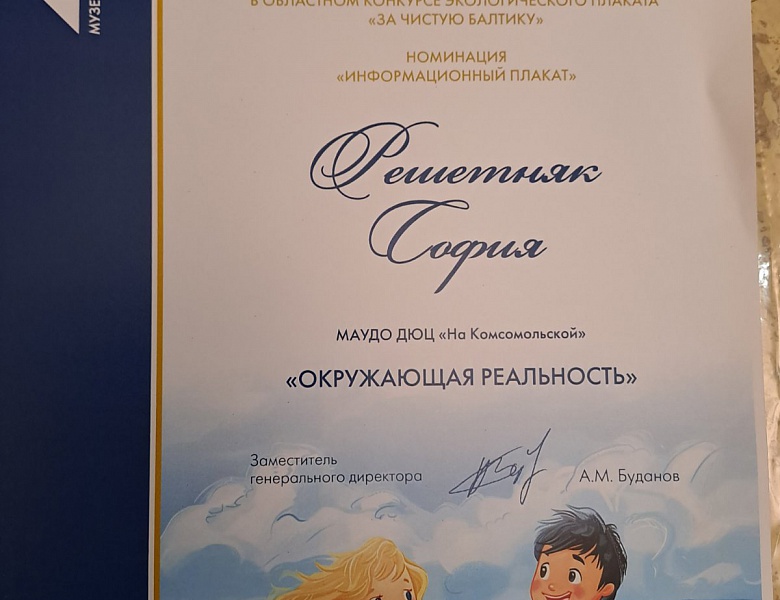 МУЗЕ
В ОБЛАСТНОМ КОНКУРСЕ ЭКОЛОГИЧЕСКОГО ПЛАКАТА
«ЗА ЧИСТУЮ БАЛТИКУ»
НОМИНАЦИЯ
«ИНФОРМАЦИОННЫЙ ПЛАКАТ»
Решетняк
София
МАУДО ДЮЦ «На Комсомольской»
«ОКРУЖАЮЩАЯ РЕАЛЬНОСТЬ»
Заместитель
генерального директора
А.М. Буданов